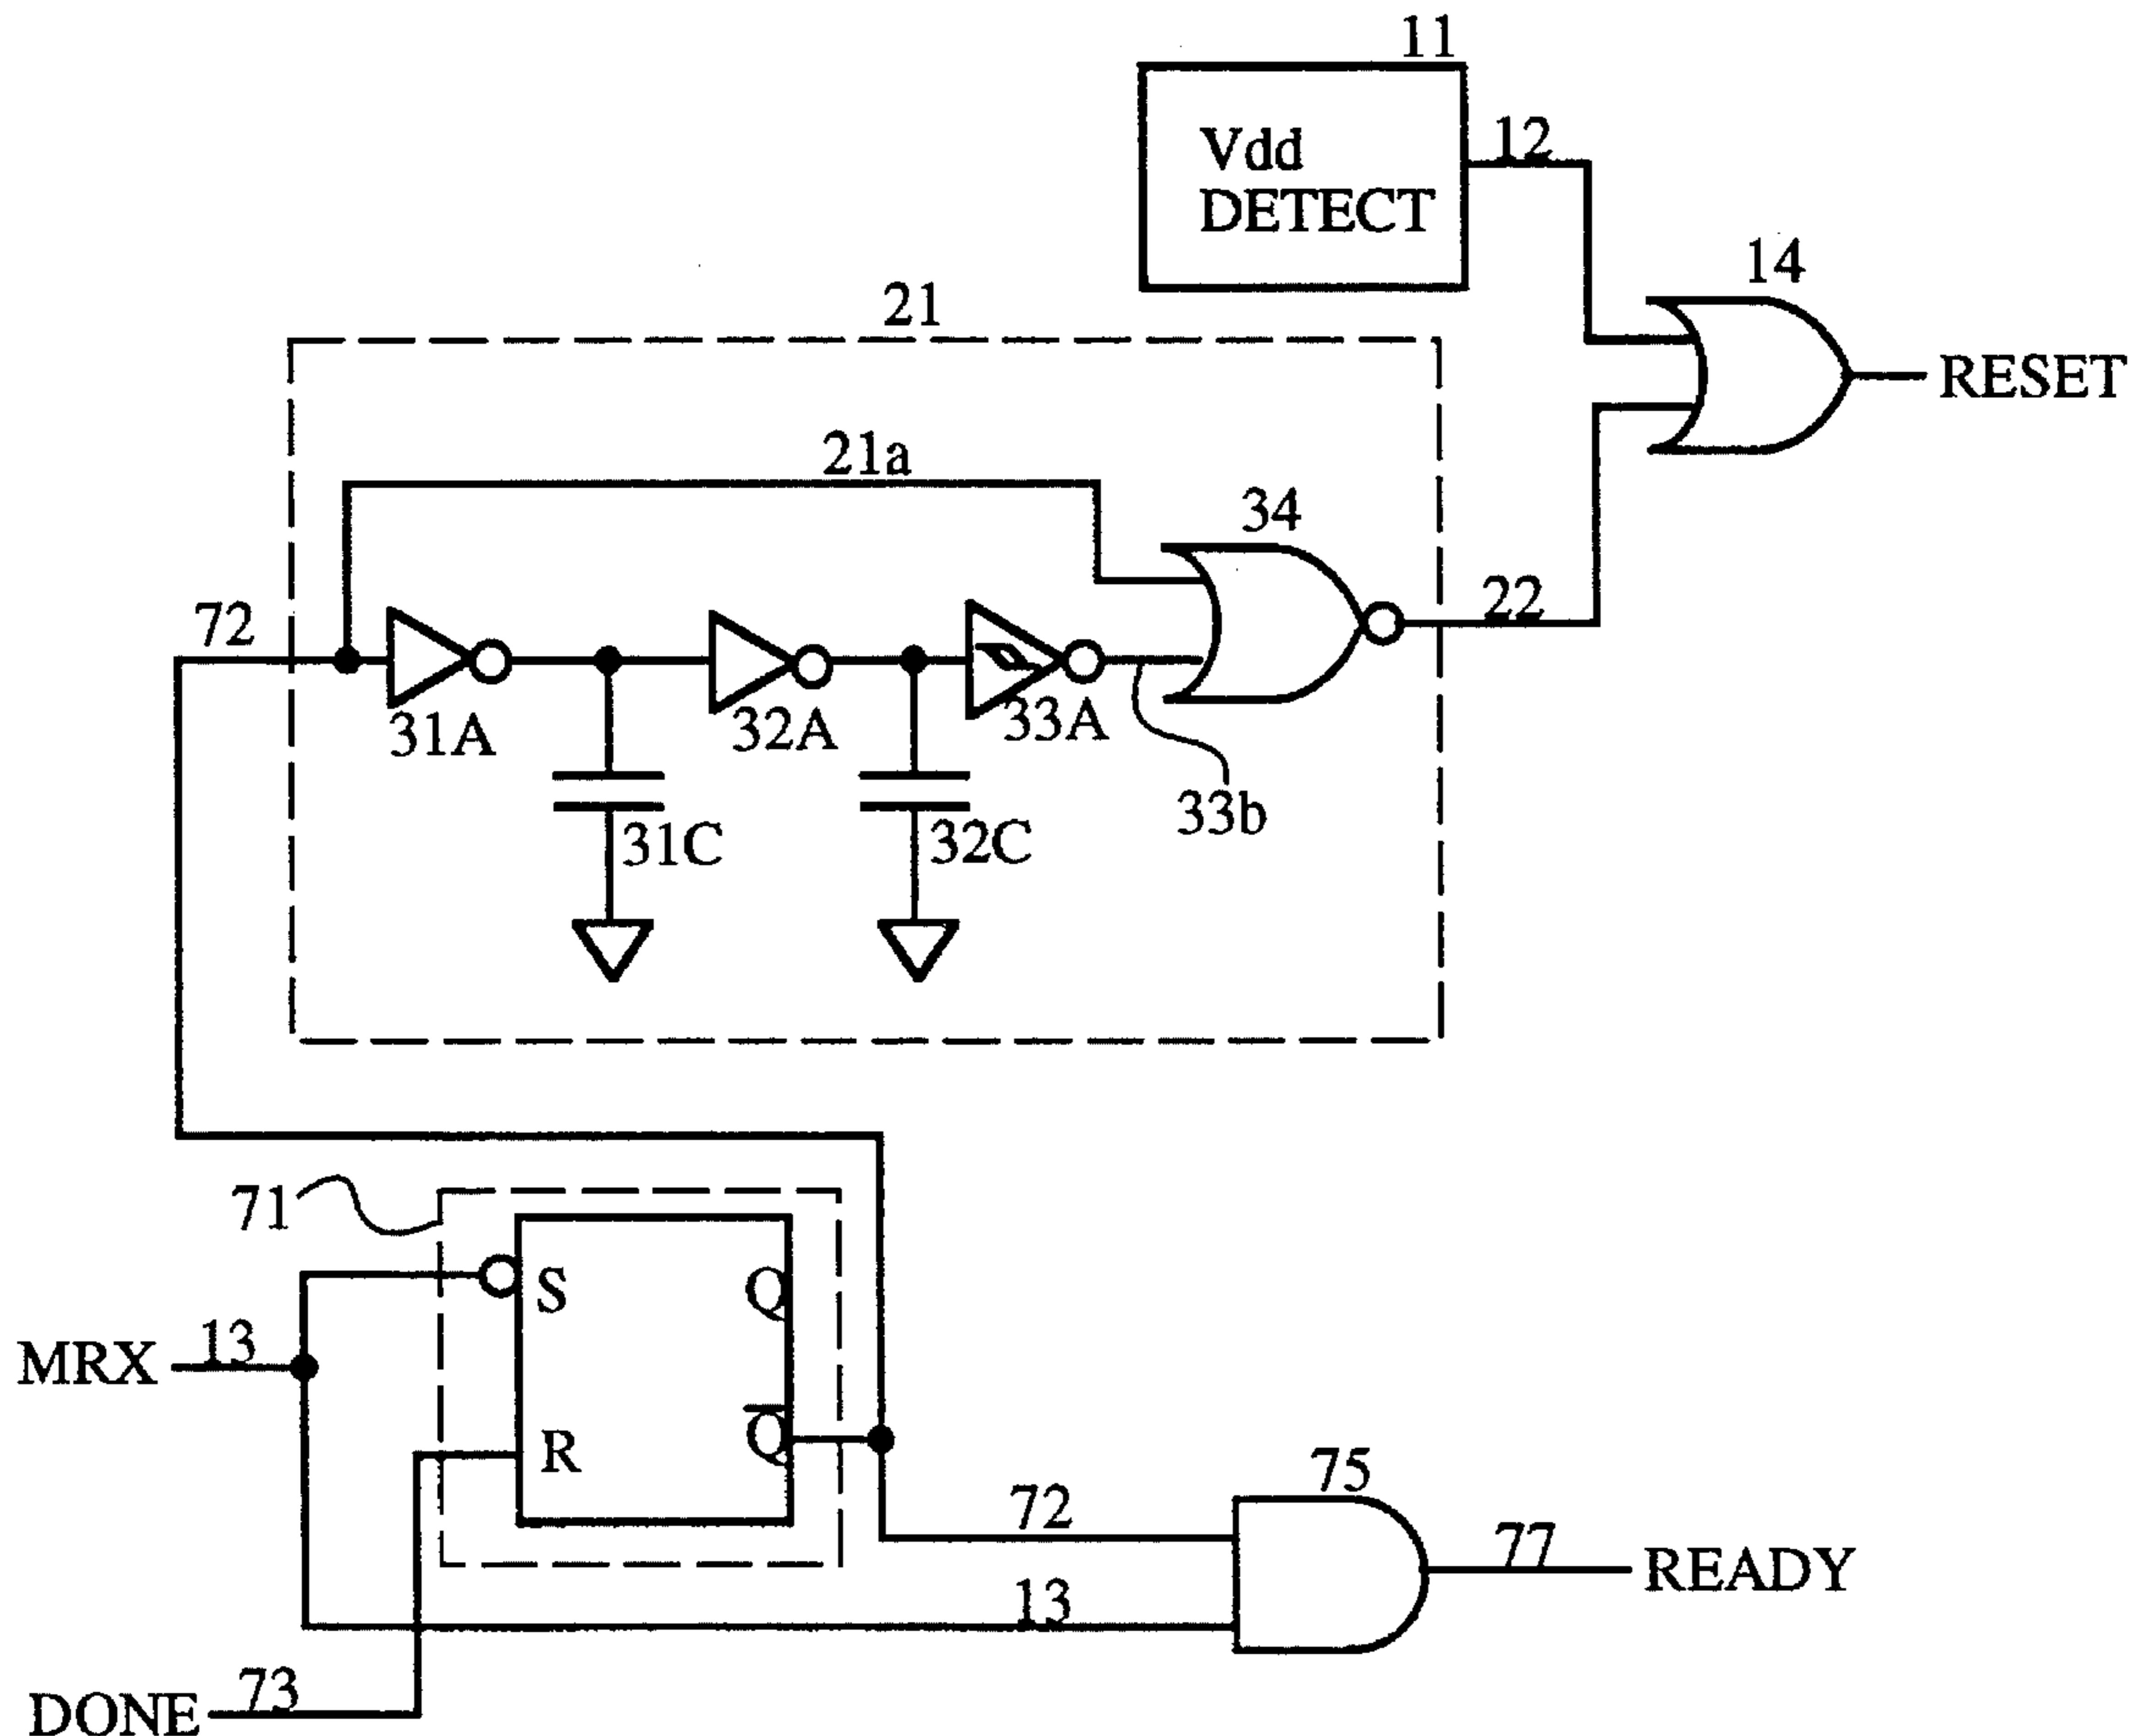 11
Vdd
DETECT
12
14
RESET
21
21a
34
22
72
31A
32A
33A
33b
31C
32C
71
S
Q
MRX
13
R
Q̅
72
75
77
READY
13
DONE
73